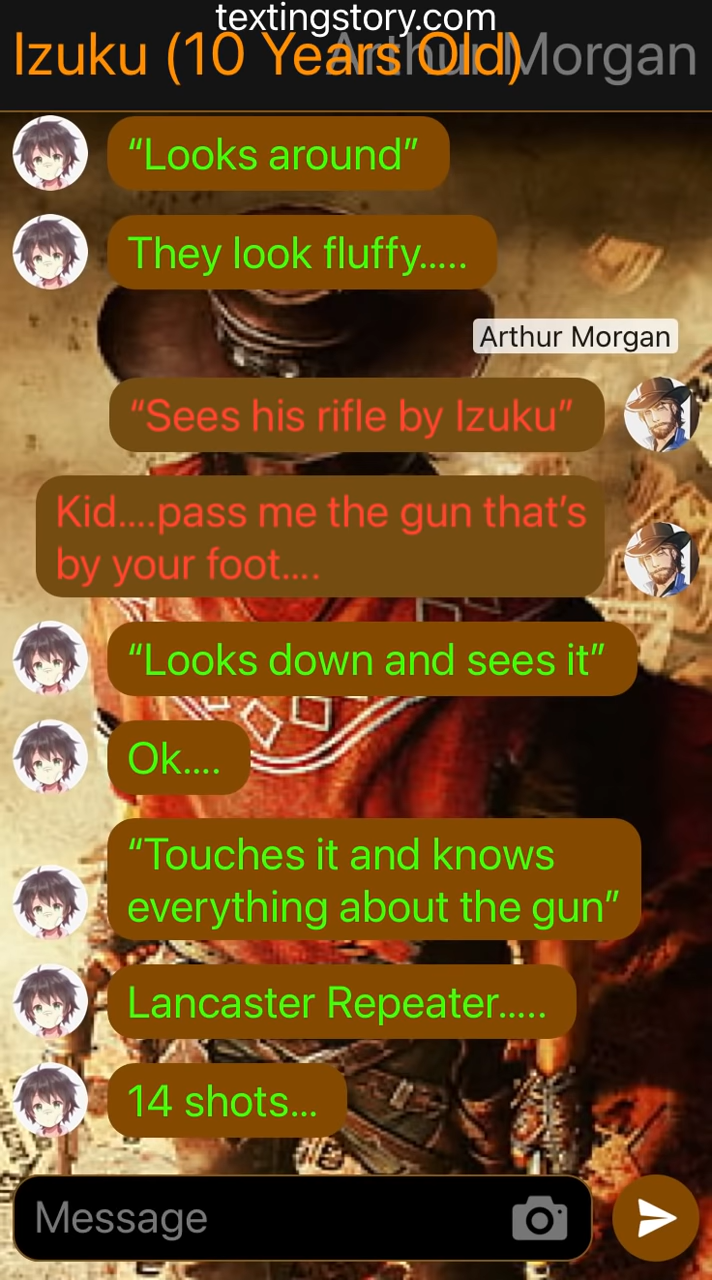 textingstory.com
Izuku (10 Years Old)
Arthur Morgan
“Looks around”
They look fluffy.....
Arthur Morgan
“Sees his rifle by Izuku”
Kid....pass me the gun that’s
by your foot....
“Looks down and sees it”
Ok....
“Touches it and knows
everything about the gun”
Lancaster Repeater.....
14 shots...
Message